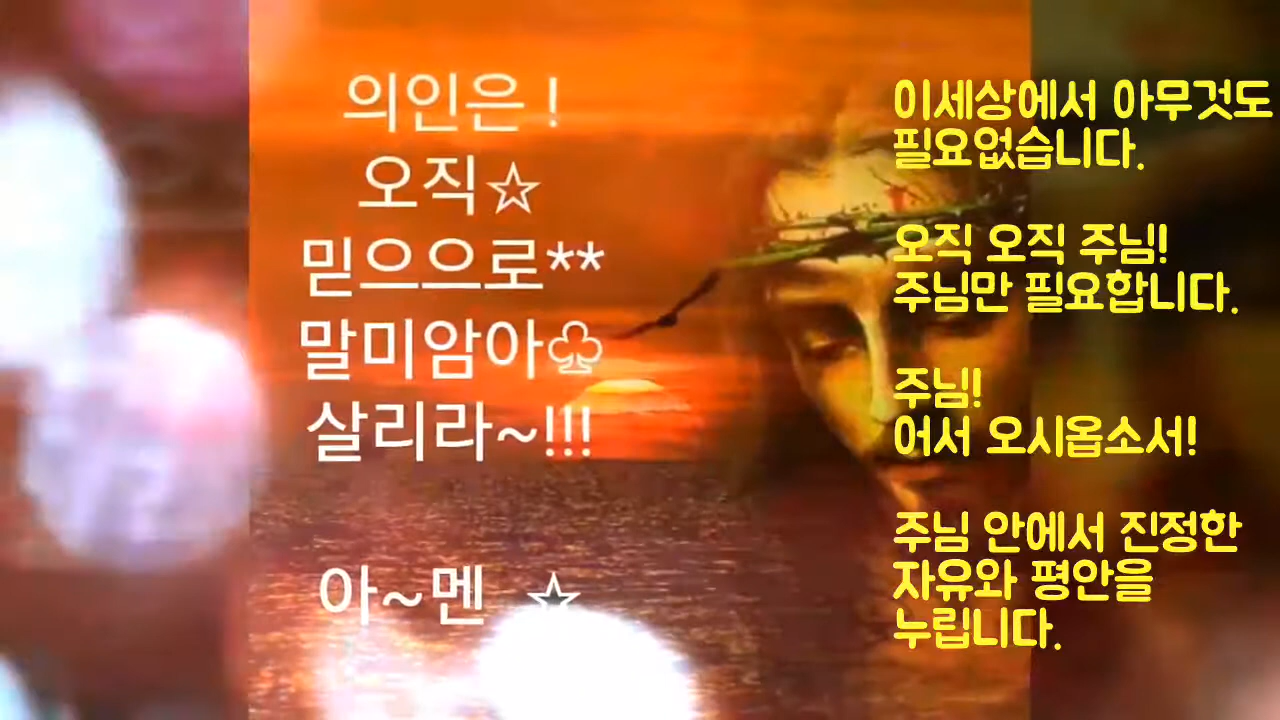 의인은 !
오직☆
믿으으로**
말미암아♧
살리라~!!!
아~멘 ☆
이세상에서 아무것도
필요없습니다.
오직 오직 주님!
주님만 필요합니다.
주님!
어서 오시옵소서!
주님 안에서 진정한
자유와 평안을
누립니다.